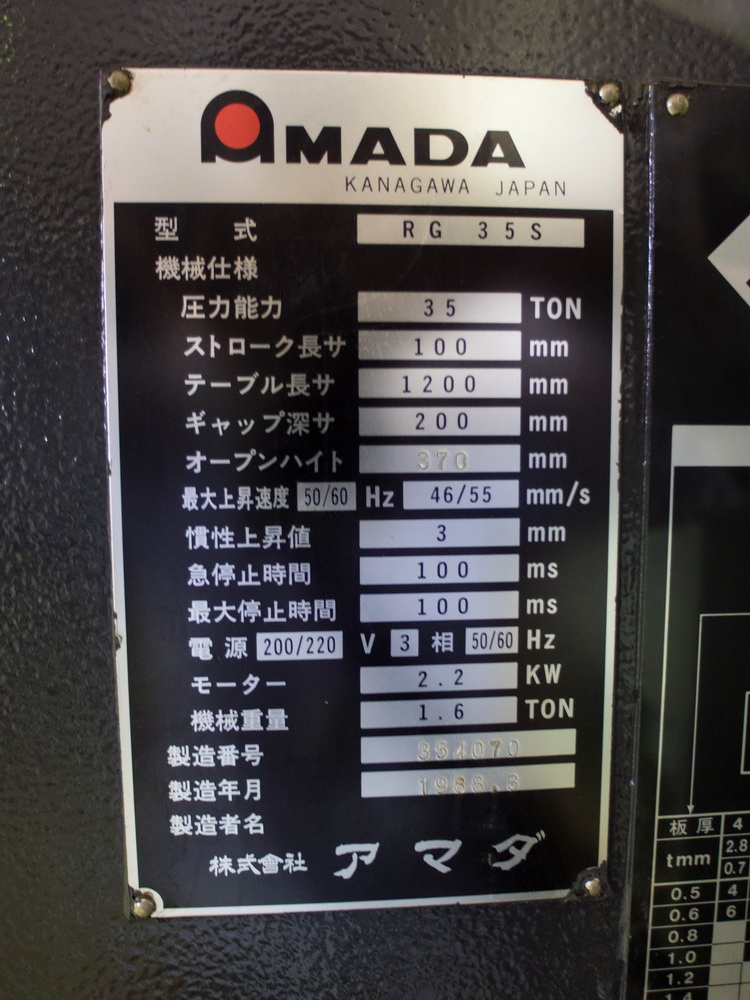 AMADA
KANAGAWA JAPAN
型 式 RG 35S
機械仕様
圧力能力 35 TON
ストローク長サ 100 mm
テーブル長サ 1200 mm
ギャップ深サ 200 mm
オープンハイト 370 mm
最大上昇速度 50/60 Hz 46/55 mm/s
慣性上昇値 3 mm
急停止時間 100 ms
最大停止時間 100 ms
電源 200/220 V 3 相 50/60 Hz
モーター 2.2 KW
機械重量 1.6 TON
製造番号 354070
製造年月 1988.3
製造者名
株式會社 アマダ
板厚 4
tmm 2.8
0.7
0.5 4
0.6 6
0.8
1.0
1.2